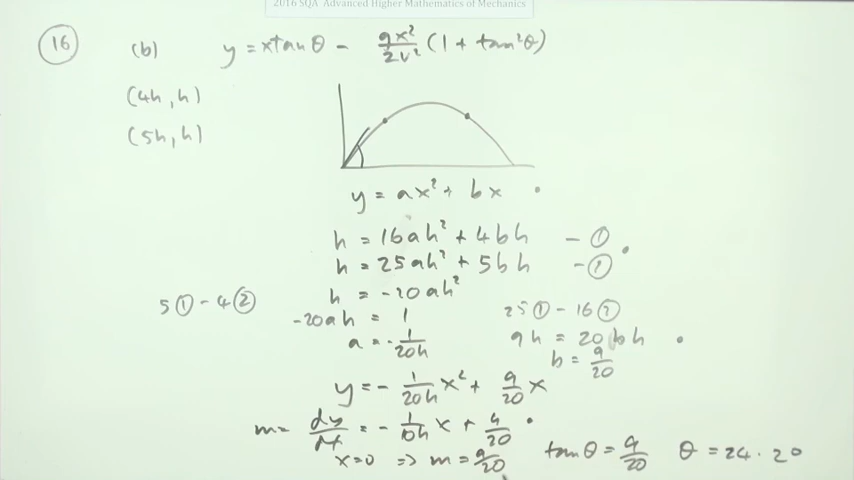 2016 SQA Advanced Higher Mathematics of Mechanics
16 (b) y = xtanθ - gx²/2v² (1 + tan²θ)
(4h, h)
(5h, h)
y = ax² + bx
h = 16ah² + 4bh - ①
h = 25ah² + 5bh - ②
5① - 4② h = -20ah²
-20ah = 1 25① - 16②
a = -1/20h 9h = 20bh
b = 9/20
y = - 1/20h x² + 9/20 x
m = dy/dx = - 1/10h x + 9/20
x=0 => m = 9/20 tanθ = 9/20 θ = 24.2°